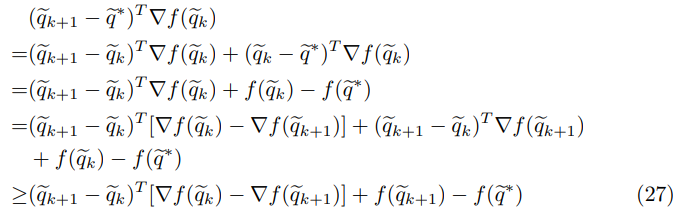 (q̃_{k+1} − q̃^*)^T ∇f(q̃_k)
=(q̃_{k+1} − q̃_k)^T ∇f(q̃_k) + (q̃_k − q̃^*)^T ∇f(q̃_k)
=(q̃_{k+1} − q̃_k)^T ∇f(q̃_k) + f(q̃_k) − f(q̃^*)
=(q̃_{k+1} − q̃_k)^T [∇f(q̃_k) − ∇f(q̃_{k+1})] + (q̃_{k+1} − q̃_k)^T ∇f(q̃_{k+1})
+ f(q̃_k) − f(q̃^*)
≥(q̃_{k+1} − q̃_k)^T [∇f(q̃_k) − ∇f(q̃_{k+1})] + f(q̃_{k+1}) − f(q̃^*) (27)